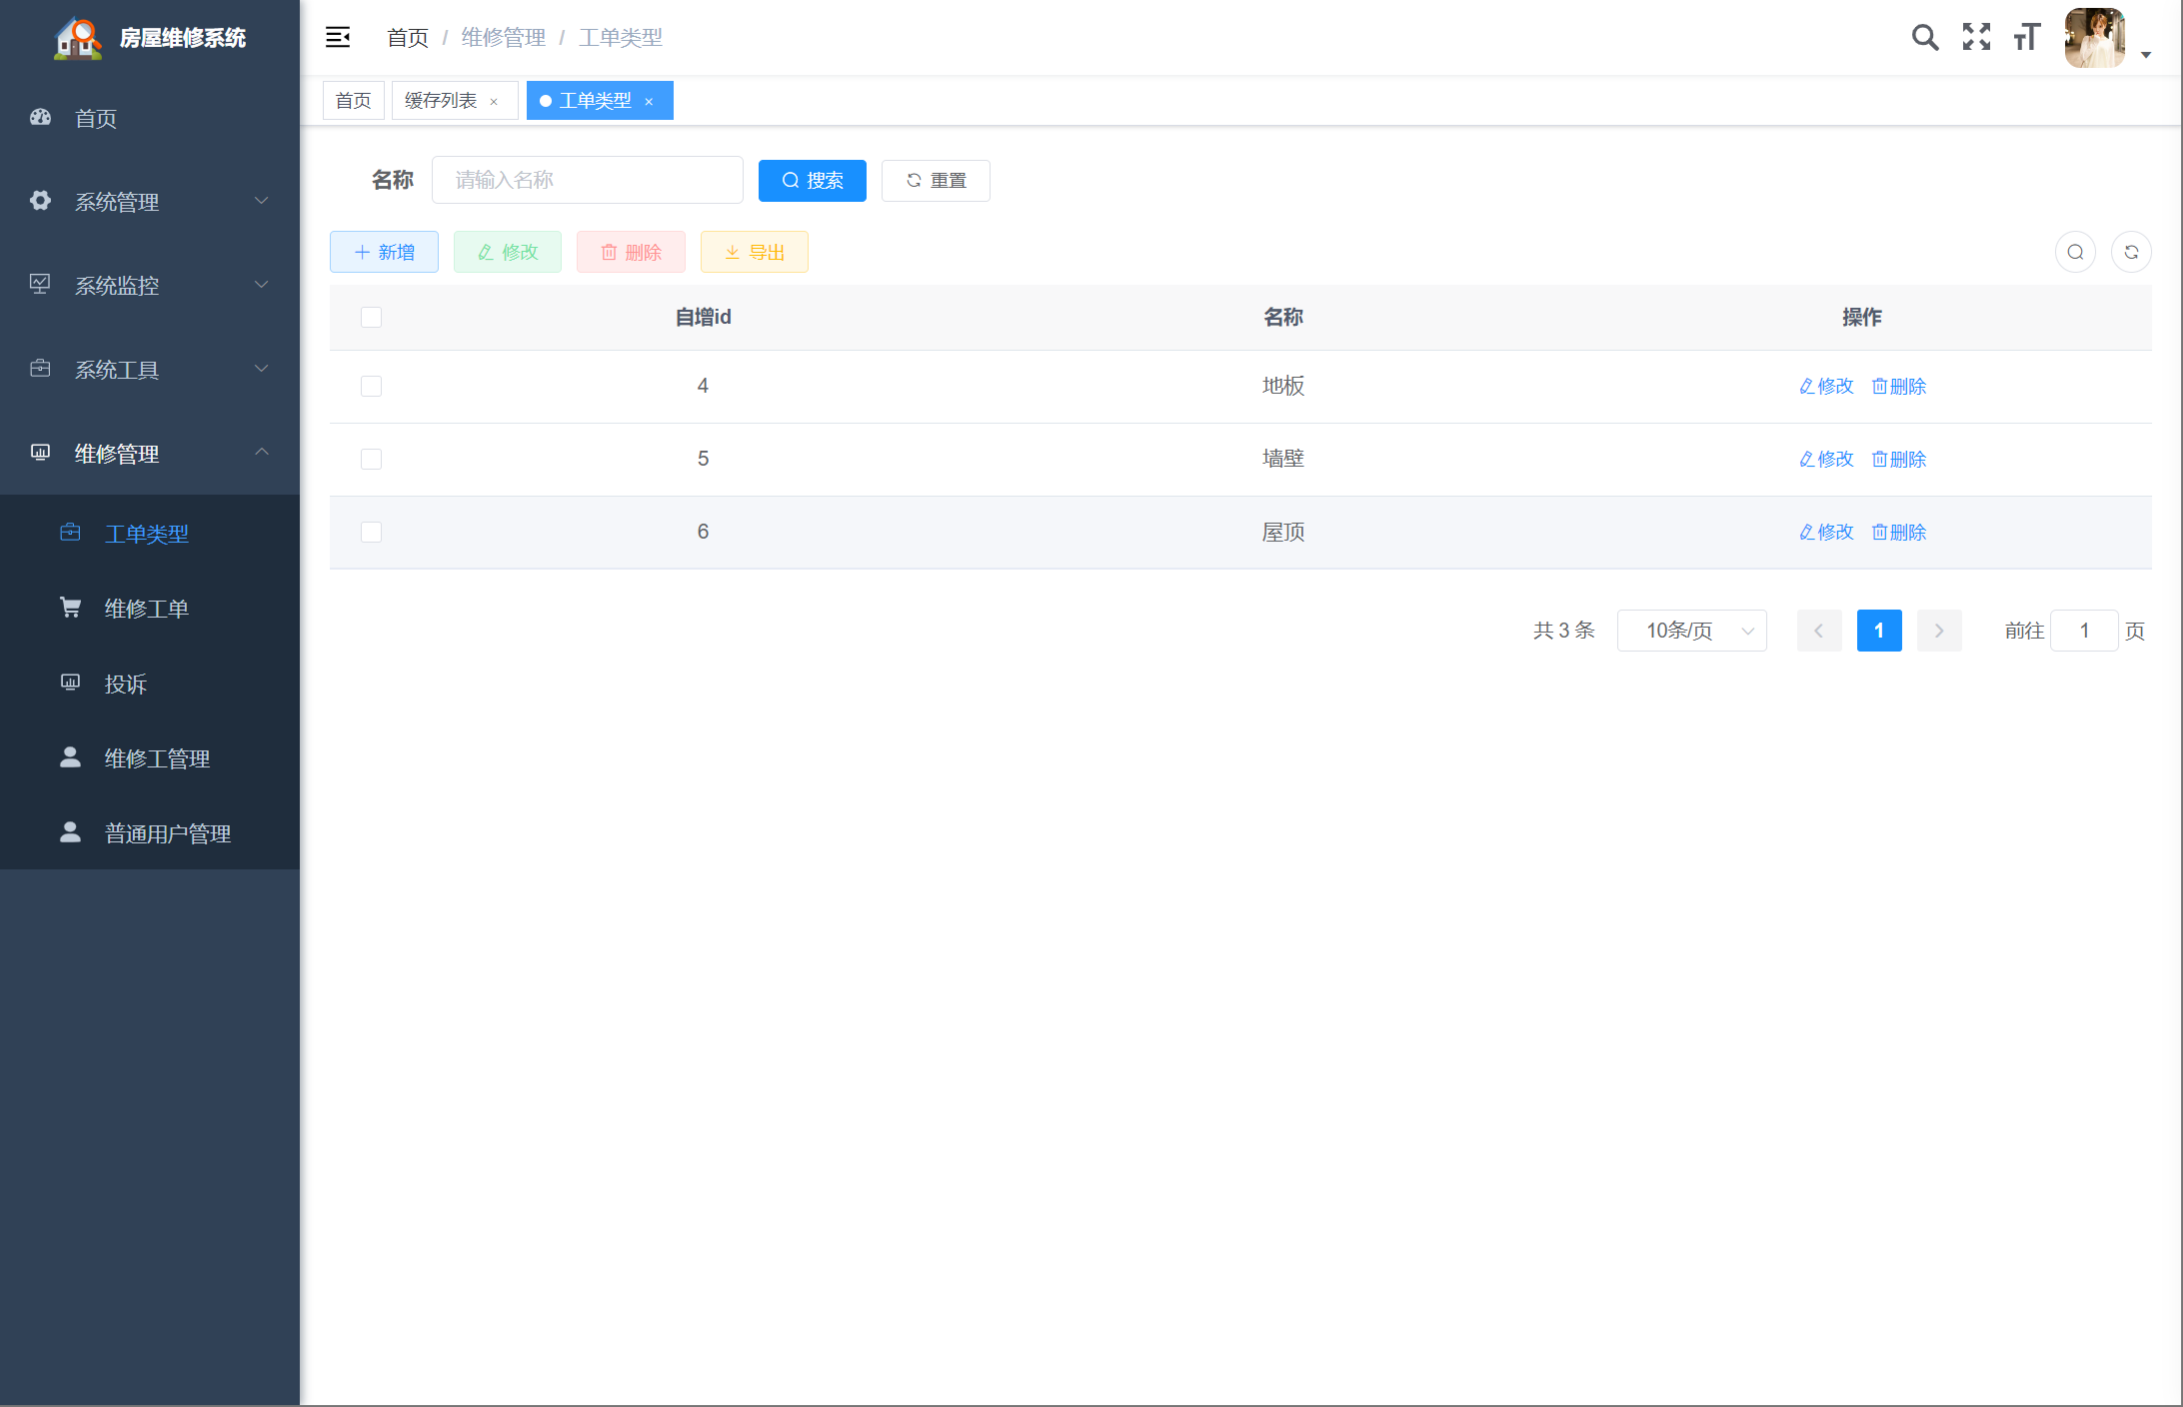 房屋维修系统
首页
系统管理
系统监控
系统工具
维修管理
工单类型
维修工单
投诉
维修工管理
普通用户管理
首页 / 维修管理 / 工单类型
首页 缓存列表 × 工单类型 ×
名称 请输入名称 搜索 重置
新增 修改 删除 导出
自增id 名称 操作
4 地板 修改 删除
5 墙壁 修改 删除
6 屋顶 修改 删除
共 3 条 10条/页 1 前往 1 页